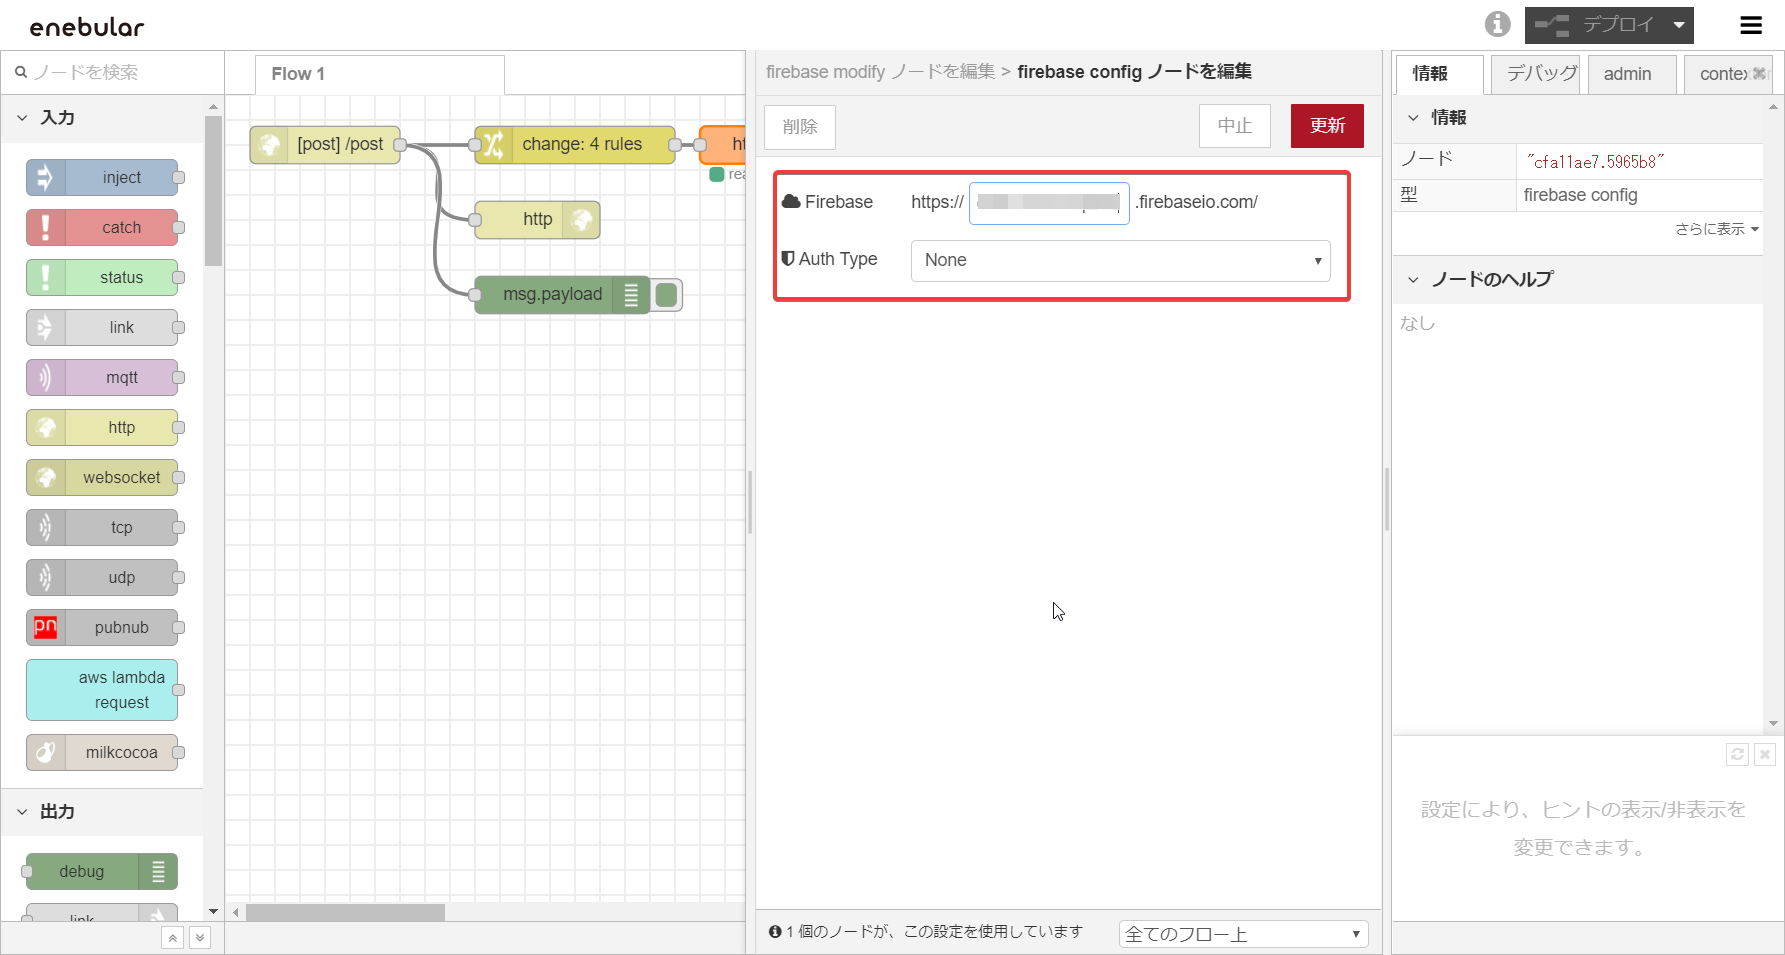 enebular
デプロイ
ノードを検索
入力
inject
catch
status
link
mqtt
http
websocket
tcp
udp
pn pubnub
aws lambda
request
milkcocoa
出力
debug
link
Flow 1
[post] /post
change: 4 rules
ht
rea
http
msg.payload
firebase modify ノードを編集 > firebase config ノードを編集
削除
中止
更新
Firebase https:// .firebaseio.com/
Auth Type None
1 個のノードが、この設定を使用しています
全てのフロー上
情報
デバッグ
admin
contex
情報
ノード "cfa11ae7.5965b8"
型 firebase config
さらに表示
ノードのヘルプ
なし
設定により、ヒントの表示/非表示を
変更できます。